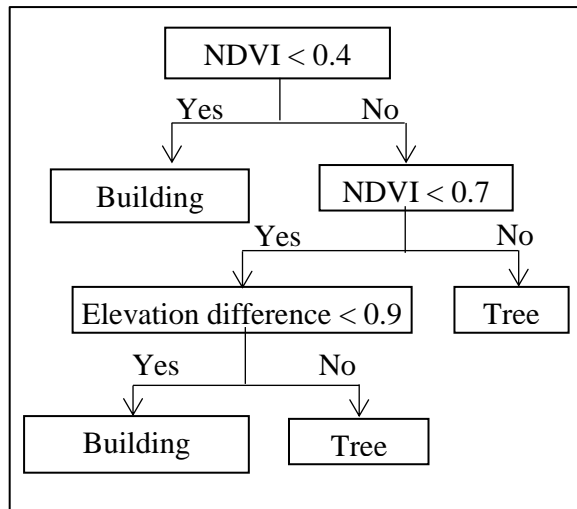 NDVI < 0.4
Yes No
Building
NDVI < 0.7
Yes No
Elevation difference < 0.9
Tree
Yes No
Building
Tree